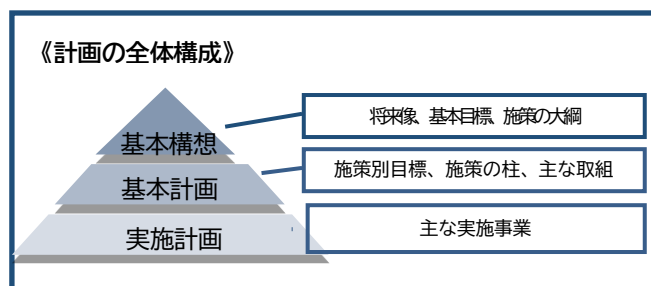 《計画の全体構成》
基本構想
将来像、基本目標、施策の大綱
基本計画
施策別目標、施策の柱、主な取組
実施計画
主な実施事業